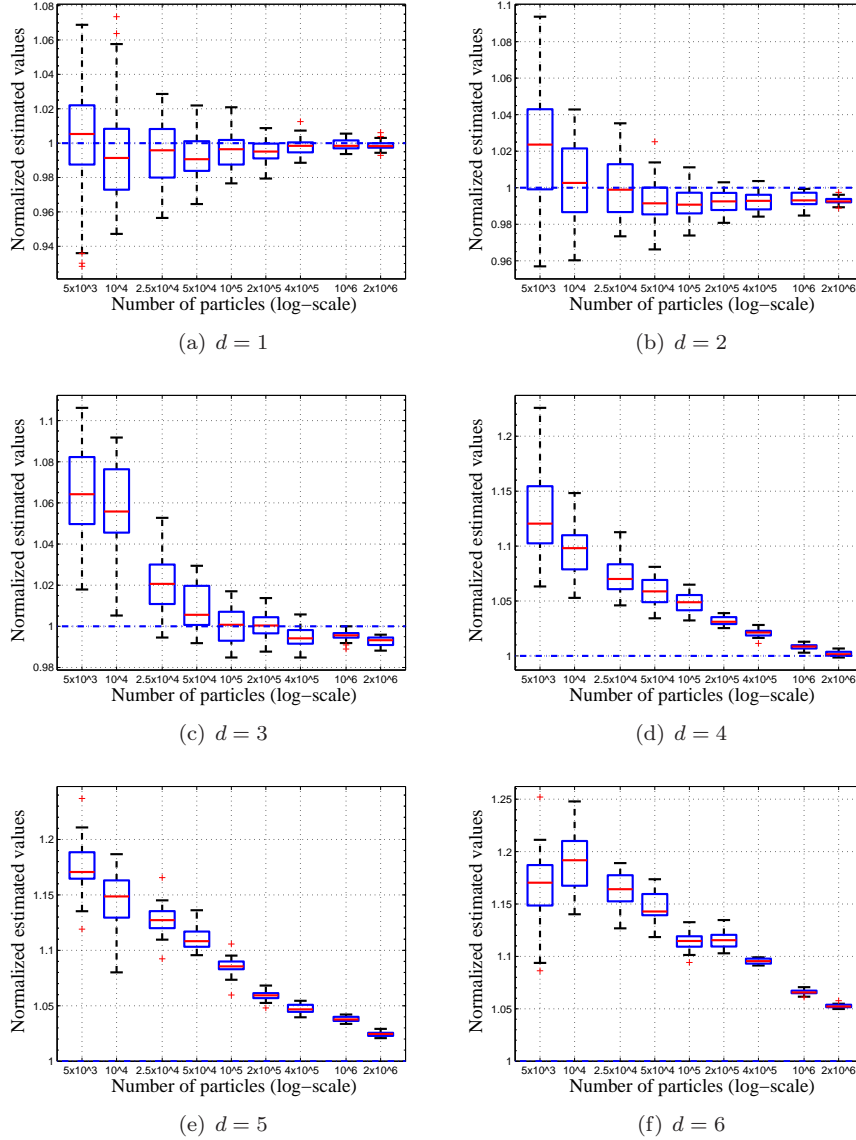 1.08
1.06
1.04
1.02
1
0.98
0.96
0.94
Normalized estimated values
5x10^3 10^4 2.5x10^4 5x10^4 10^5 2x10^5 4x10^5 10^6 2x10^6
Number of particles (log-scale)
(a) d = 1
1.1
1.08
1.06
1.04
1.02
1
0.98
0.96
Normalized estimated values
5x10^3 10^4 2.5x10^4 5x10^4 10^5 2x10^5 4x10^5 10^6 2x10^6
Number of particles (log-scale)
(b) d = 2
1.1
1.08
1.06
1.04
1.02
1
0.98
Normalized estimated values
5x10^3 10^4 2.5x10^4 5x10^4 10^5 2x10^5 4x10^5 10^6 2x10^6
Number of particles (log-scale)
(c) d = 3
1.2
1.15
1.1
1.05
1
Normalized estimated values
5x10^3 10^4 2.5x10^4 5x10^4 10^5 2x10^5 4x10^5 10^6 2x10^6
Number of particles (log-scale)
(d) d = 4
1.2
1.15
1.1
1.05
1
Normalized estimated values
5x10^3 10^4 2.5x10^4 5x10^4 10^5 2x10^5 4x10^5 10^6 2x10^6
Number of particles (log-scale)
(e) d = 5
1.25
1.2
1.15
1.1
1.05
1
Normalized estimated values
5x10^3 10^4 2.5x10^4 5x10^4 10^5 2x10^5 4x10^5 10^6 2x10^6
Number of particles (log-scale)
(f) d = 6